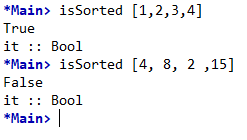 *Main> isSorted [1,2,3,4]
True
it :: Bool
*Main> isSorted [4, 8, 2 ,15]
False
it :: Bool
*Main>